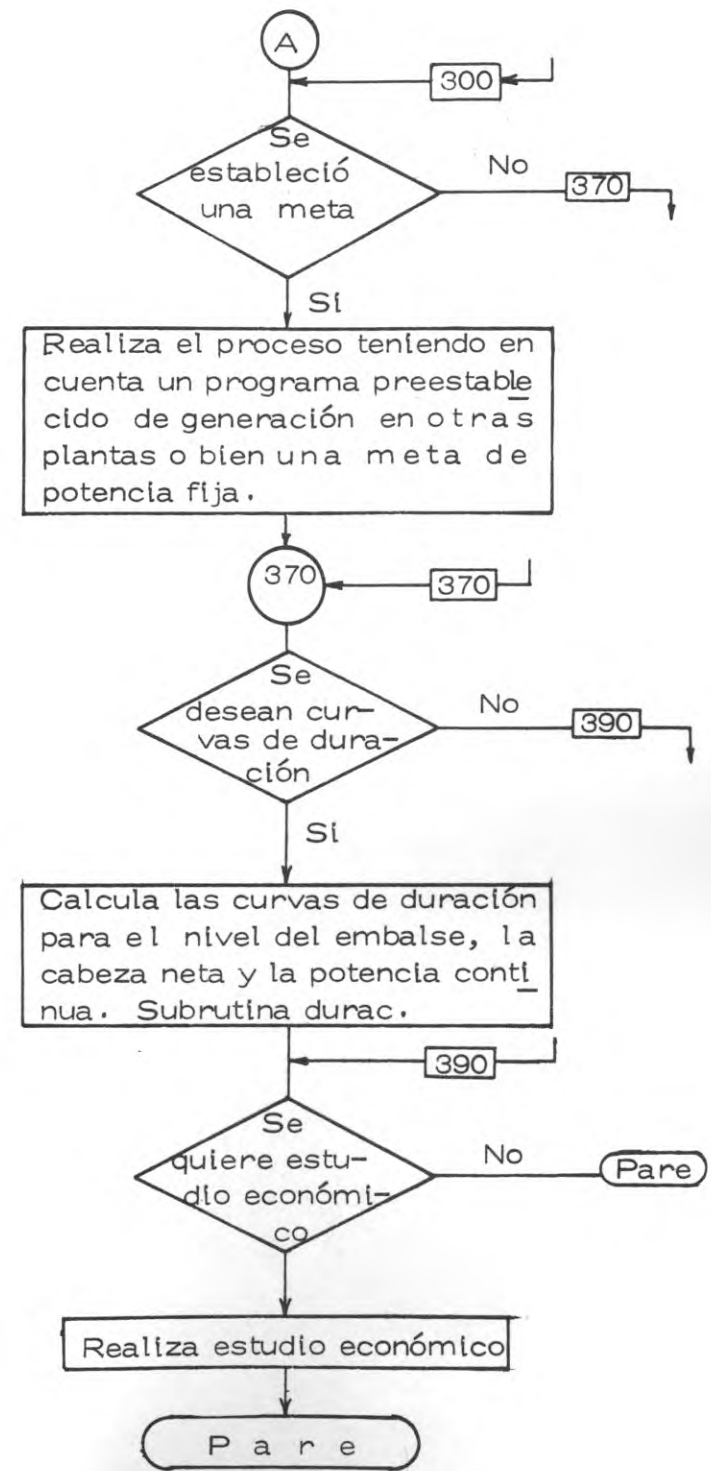 A
300
Se
estableció
una meta
No
370
Si
Realiza el proceso teniendo en
cuenta un programa preestable
cido de generación en otras
plantas o bien una meta de
potencia fija.
370
370
Se
desean cur-
vas de dura-
ción
No
390
Si
Calcula las curvas de duración
para el nivel del embalse, la
cabeza neta y la potencia conti
nua. Subrutina durac.
390
Se
quiere estu-
dio económi-
co
No
Pare
Realiza estudio económico
Pare